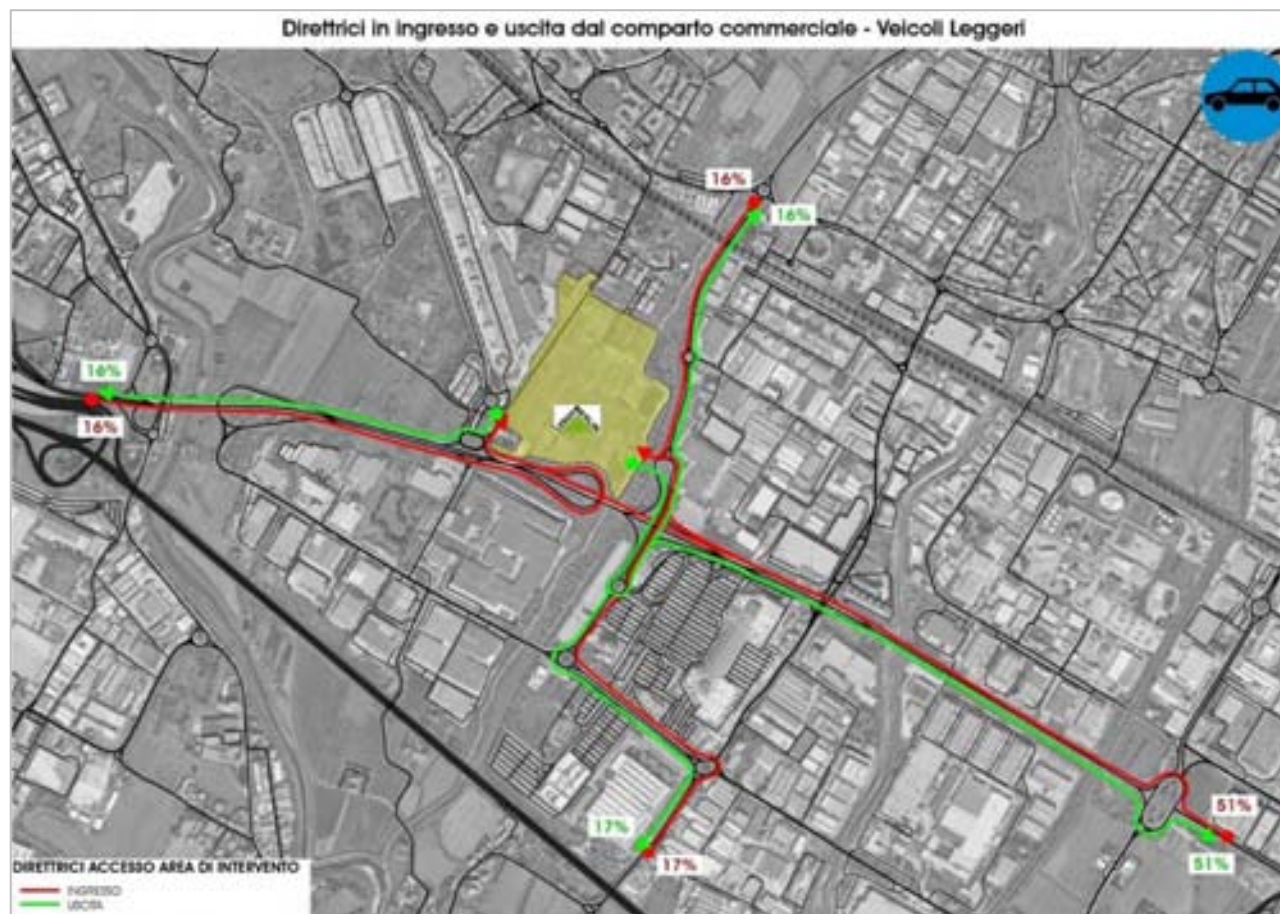 Direttrici in ingresso e uscita dal comparto commerciale - Veicoli Leggeri
16%
16%
16%
16%
51%
17%
17%
51%
DIRETTRICI ACCESSO AREA DI INTERVENTO
INGRESSO
USCITA